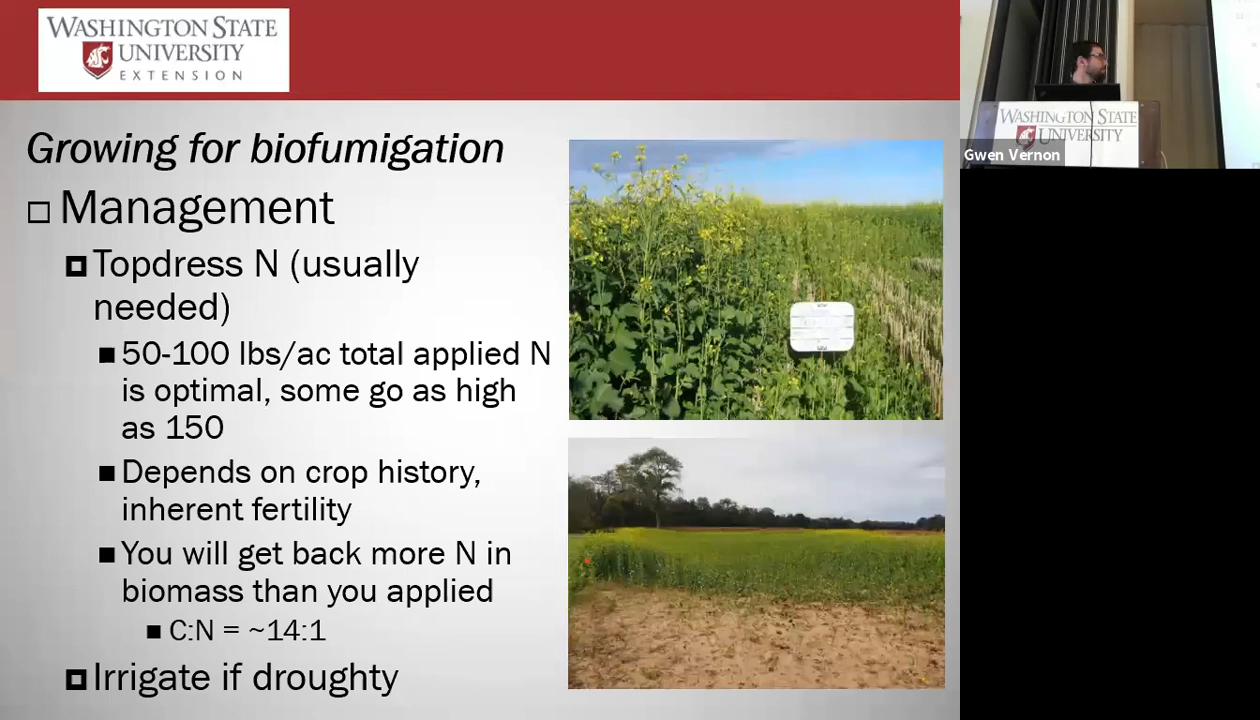 WASHINGTON STATE
UNIVERSITY
EXTENSION
Growing for biofumigation
Management
Topdress N (usually
needed)
50-100 lbs/ac total applied N
is optimal, some go as high
as 150
Depends on crop history,
inherent fertility
You will get back more N in
biomass than you applied
C:N = ~14:1
Irrigate if droughty
WASHINGTON STATE
UNIVERSITY
Gwen Vernon